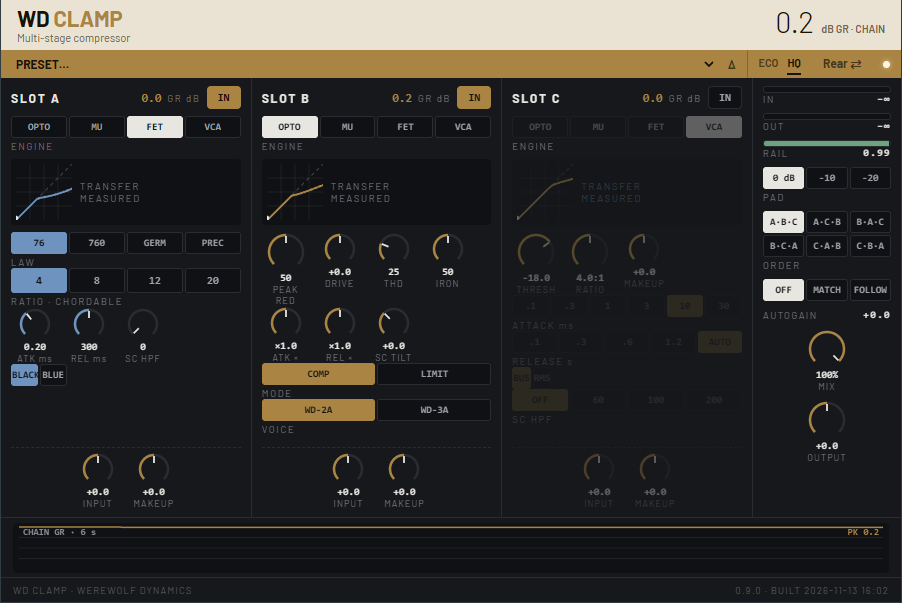 WD CLAMP
Multi-stage compressor
0.2 dB GR · CHAIN
PRESET...
Δ
ECO HQ Rear ⇄
SLOT A 0.0 GR dB IN
OPTO MU FET VCA
ENGINE
TRANSFER
MEASURED
76 760 GERM PREC
LAW
4 8 12 20
RATIO · CHORDABLE
0.20 300 0
ATK ms REL ms SC HPF
BLACK BLUE
+0.0 +0.0
INPUT MAKEUP
SLOT B 0.2 GR dB IN
OPTO MU FET VCA
ENGINE
TRANSFER
MEASURED
50 +0.0 25 50
PEAK RED DRIVE THD IRON
×1.0 ×1.0 +0.0
ATK × REL × SC TILT
COMP LIMIT
MODE
WD-2A WD-3A
VOICE
+0.0 +0.0
INPUT MAKEUP
SLOT C 0.0 GR dB IN
OPTO MU FET VCA
ENGINE
TRANSFER
MEASURED
-18.0 4.0:1 +0.0
THRESH RATIO MAKEUP
.1 .3 1 3 10 30
ATTACK ms
.1 .3 .6 1.2 AUTO
RELEASE s
BUS RMS
OFF 60 100 200
SC HPF
+0.0 +0.0
INPUT MAKEUP
IN -∞
OUT -∞
RAIL 0.99
0 dB -10 -20
PAD
A·B·C A·C·B B·A·C
B·C·A C·A·B C·B·A
ORDER
OFF MATCH FOLLOW
AUTOGAIN +0.0
100%
MIX
+0.0
OUTPUT
CHAIN GR · 6 s PK 0.2
WD CLAMP · WEREWOLF DYNAMICS 0.9.0 · BUILT 2026-11-13 16:02